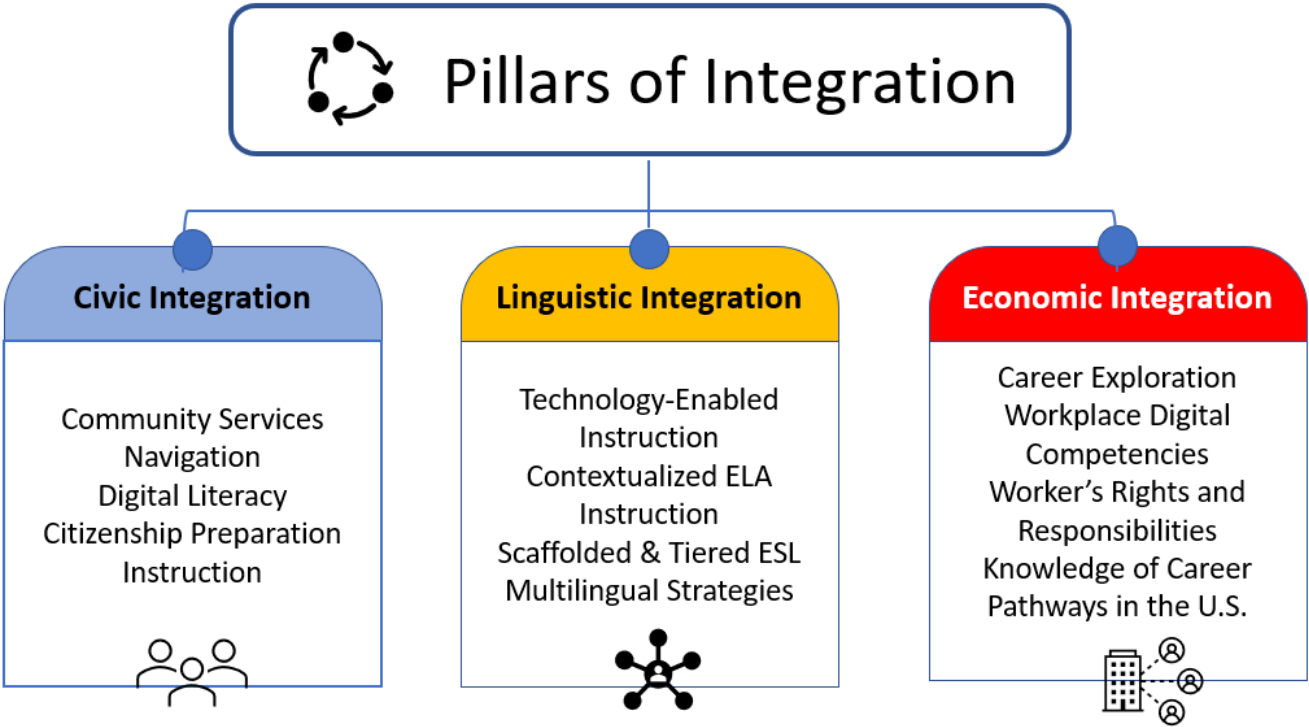 Pillars of Integration
Civic Integration
Community Services
Navigation
Digital Literacy
Citizenship Preparation
Instruction
Linguistic Integration
Technology-Enabled
Instruction
Contextualized ELA
Instruction
Scaffolded & Tiered ESL
Multilingual Strategies
Economic Integration
Career Exploration
Workplace Digital
Competencies
Worker’s Rights and
Responsibilities
Knowledge of Career
Pathways in the U.S.